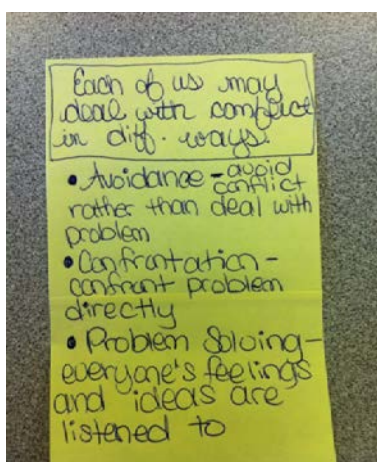 Each of us may
deal with conflict
in diff. ways.
• Avoidance - avoid
conflict
rather than deal with
problem
• Confrontation -
confront problem
directly
• Problem Solving -
everyone's feelings
and ideas are
listened to